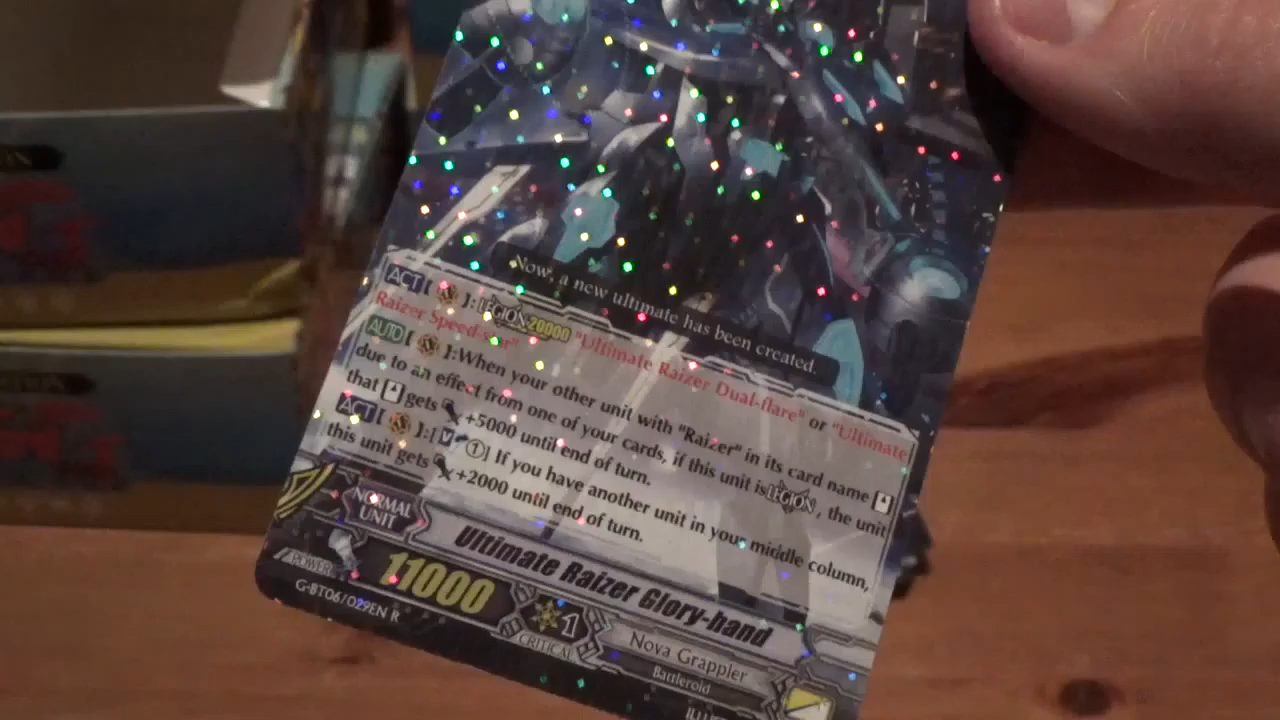 Now, a new ultimate has been created.
ACT[ ]:LEGION 20000 "Ultimate Raizer Dual-flare" or "Ultimate
Raizer Speed-star"
AUTO[ ]:When your other unit with "Raizer" in its card name
due to an effect from one of your cards, if this unit is LEGION, the unit
that gets +5000 until end of turn.
ACT[ ]:[ ①] If you have another unit in your middle column,
this unit gets +2000 until end of turn.
NORMAL
UNIT
Ultimate Raizer Glory-hand
POWER
11000
1
CRITICAL
Nova Grappler
Battleroid
G-BT06/029EN R